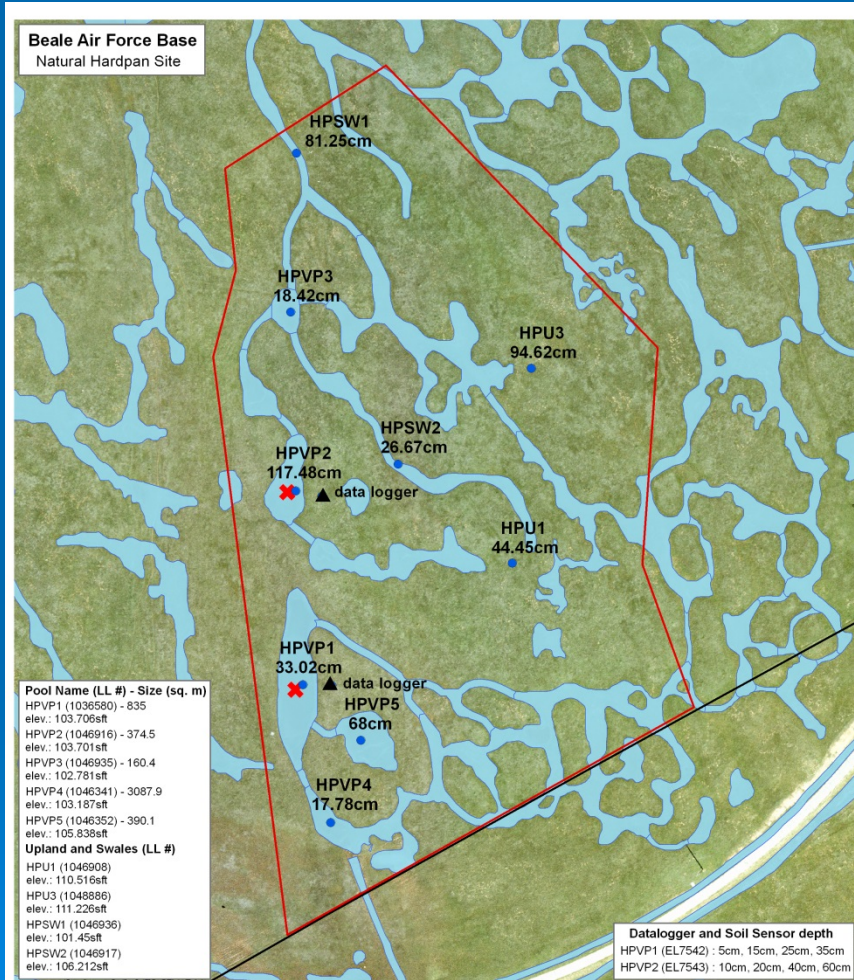 Beale Air Force Base
Natural Hardpan Site
HPSW1
81.25cm
HPVP3
18.42cm
HPU3
94.62cm
HPSW2
26.67cm
HPVP2
117.48cm
data logger
HPU1
44.45cm
HPVP1
33.02cm
data logger
HPVP5
68cm
HPVP4
17.78cm
Pool Name (LL #) - Size (sq. m)
HPVP1 (1036580) - 835
elev.: 103.706sft
HPVP2 (1046916) - 374.5
elev.: 103.701sft
HPVP3 (1046935) - 160.4
elev.: 102.781sft
HPVP4 (1046341) - 3087.9
elev.: 103.187sft
HPVP5 (1046352) - 390.1
elev.: 105.838sft
Upland and Swales (LL #)
HPU1 (1046908)
elev.: 110.516sft
HPU3 (1048886)
elev.: 111.226sft
HPSW1 (1046936)
elev.: 101.45sft
HPSW2 (1046917)
elev.: 106.212sft
Datalogger and Soil Sensor depth
HPVP1 (EL7542) : 5cm, 15cm, 25cm, 35cm
HPVP2 (EL7543) : 10cm, 20cm, 40cm, 60cm